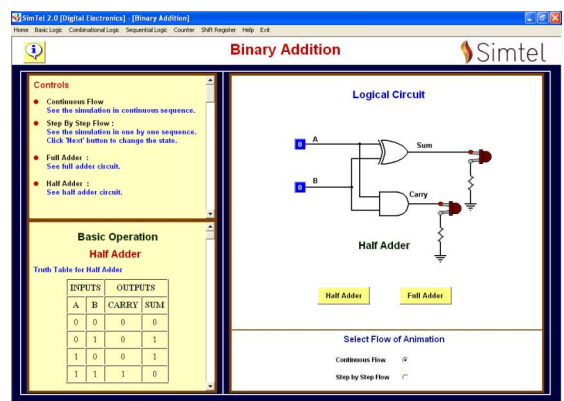 SimTel 2.0 [Digital Electronics] - [Binary Addition]
Home Basic Logic Combinational Logic Sequential Logic Counter Shift Register Help Exit
Binary Addition
Simtel
Controls
Continuous Flow
See the simulation in continuous sequence.
Step By Step Flow :
See the simulation in one by one sequence.
Click 'Next' button to change the state.
Full Adder :
See full adder circuit.
Half Adder :
See half adder circuit.
Basic Operation
Half Adder
Truth Table for Half Adder
INPUTS OUTPUTS
A B CARRY SUM
0 0 0 0
0 1 0 1
1 0 0 1
1 1 1 0
Logical Circuit
0 A Sum
0 B Carry
Half Adder
Half Adder Full Adder
Select Flow of Animation
Continuous Flow
Step by Step Flow